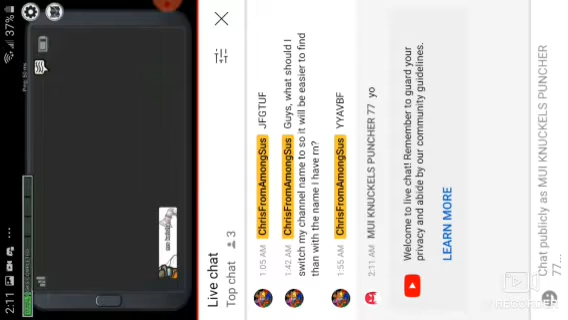 2:11
37%
Live chat
Top chat 3
1:05 AM ChrisFromAmongSus JFGTUF
1:42 AM ChrisFromAmongSus Guys, what should I
switch my channel name to so it will be easier to find
than with the name I have rn?
1:55 AM ChrisFromAmongSus YYAVBF
2:11 AM MUI KNUCKELS PUNCHER 77 yo
Welcome to live chat! Remember to guard your
privacy and abide by our community guidelines.
LEARN MORE
Chat publicly as MUI KNUCKELS PUNCHER
77...
V RECORDER